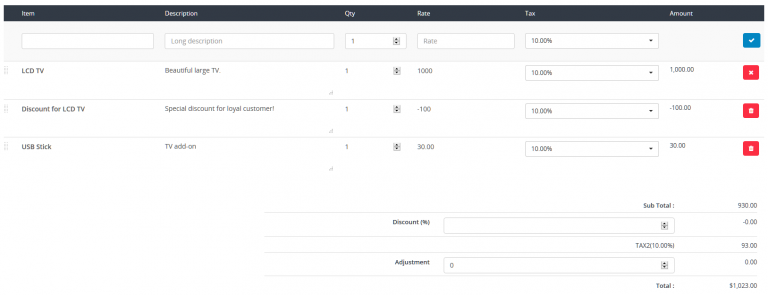 Item Description Qty Rate Tax Amount
Long description 1 Rate 10.00%
LCD TV Beautiful large TV. 1 1000 10.00% 1,000.00
Discount for LCD TV Special discount for loyal customer! 1 -100 10.00% -100.00
USB Stick TV add-on 1 30.00 10.00% 30.00
Sub Total : 930.00
Discount (%) -0.00
TAX2(10.00%) 93.00
Adjustment 0 0.00
Total : $1,023.00